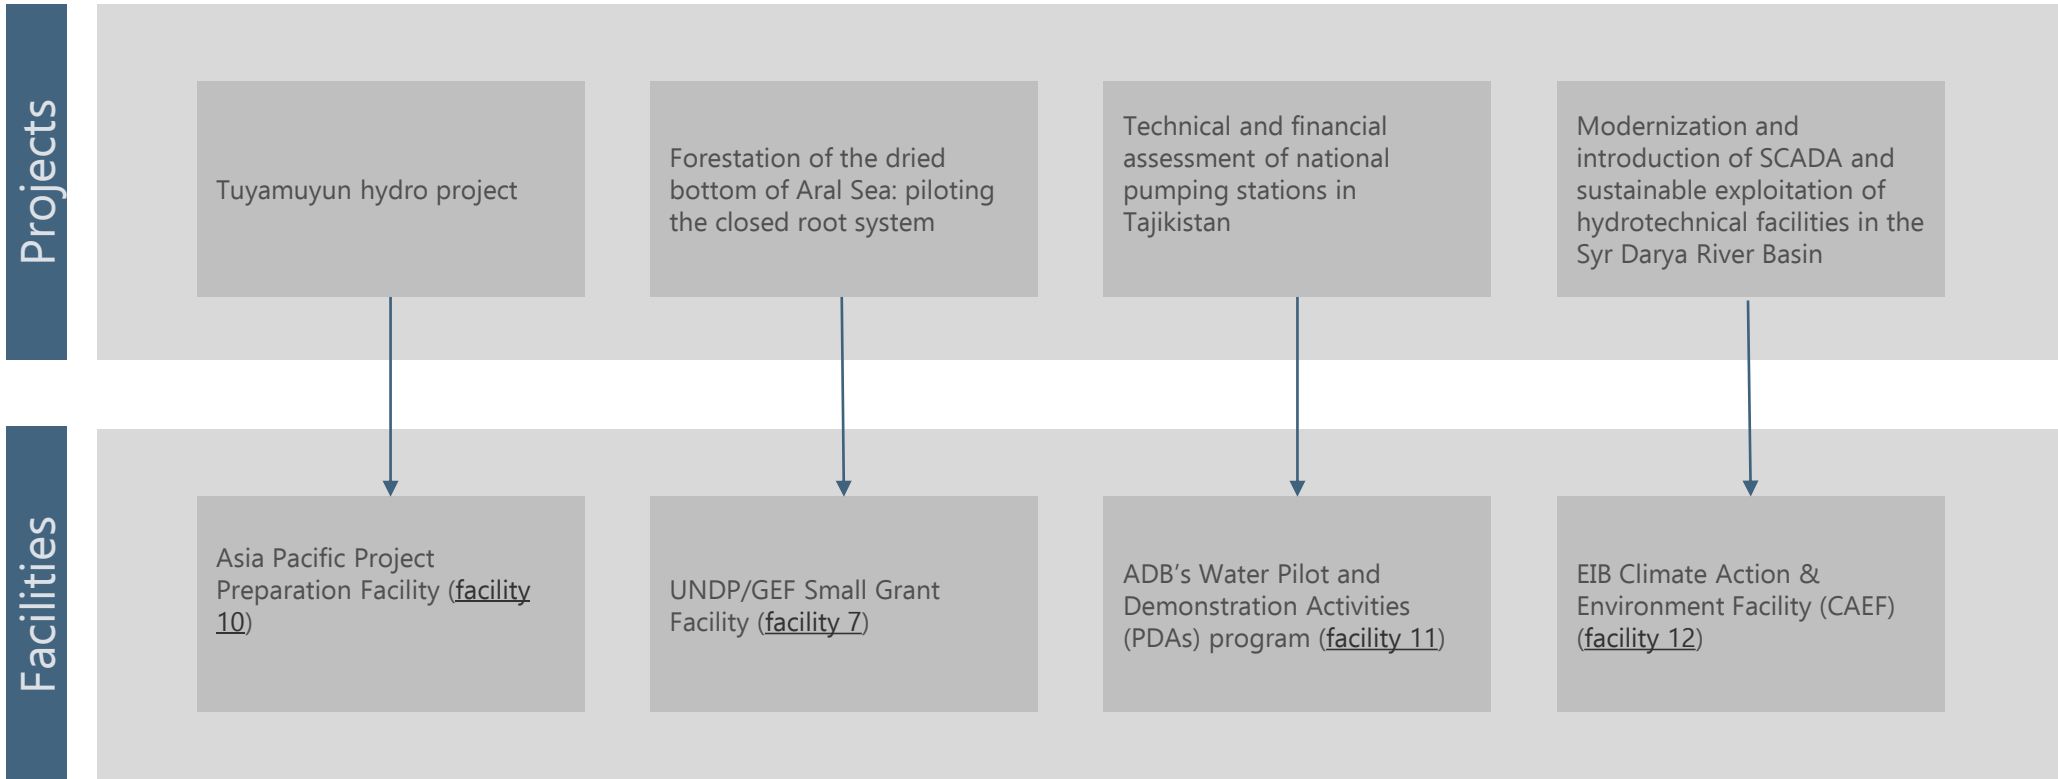 Projects
Tuyamuyun hydro project
Forestation of the dried
bottom of Aral Sea: piloting
the closed root system
Technical and financial
assessment of national
pumping stations in
Tajikistan
Modernization and
introduction of SCADA and
sustainable exploitation of
hydrotechnical facilities in the
Syr Darya River Basin
Facilities
Asia Pacific Project
Preparation Facility (facility
10)
UNDP/GEF Small Grant
Facility (facility 7)
ADB’s Water Pilot and
Demonstration Activities
(PDAs) program (facility 11)
EIB Climate Action &
Environment Facility (CAEF)
(facility 12)